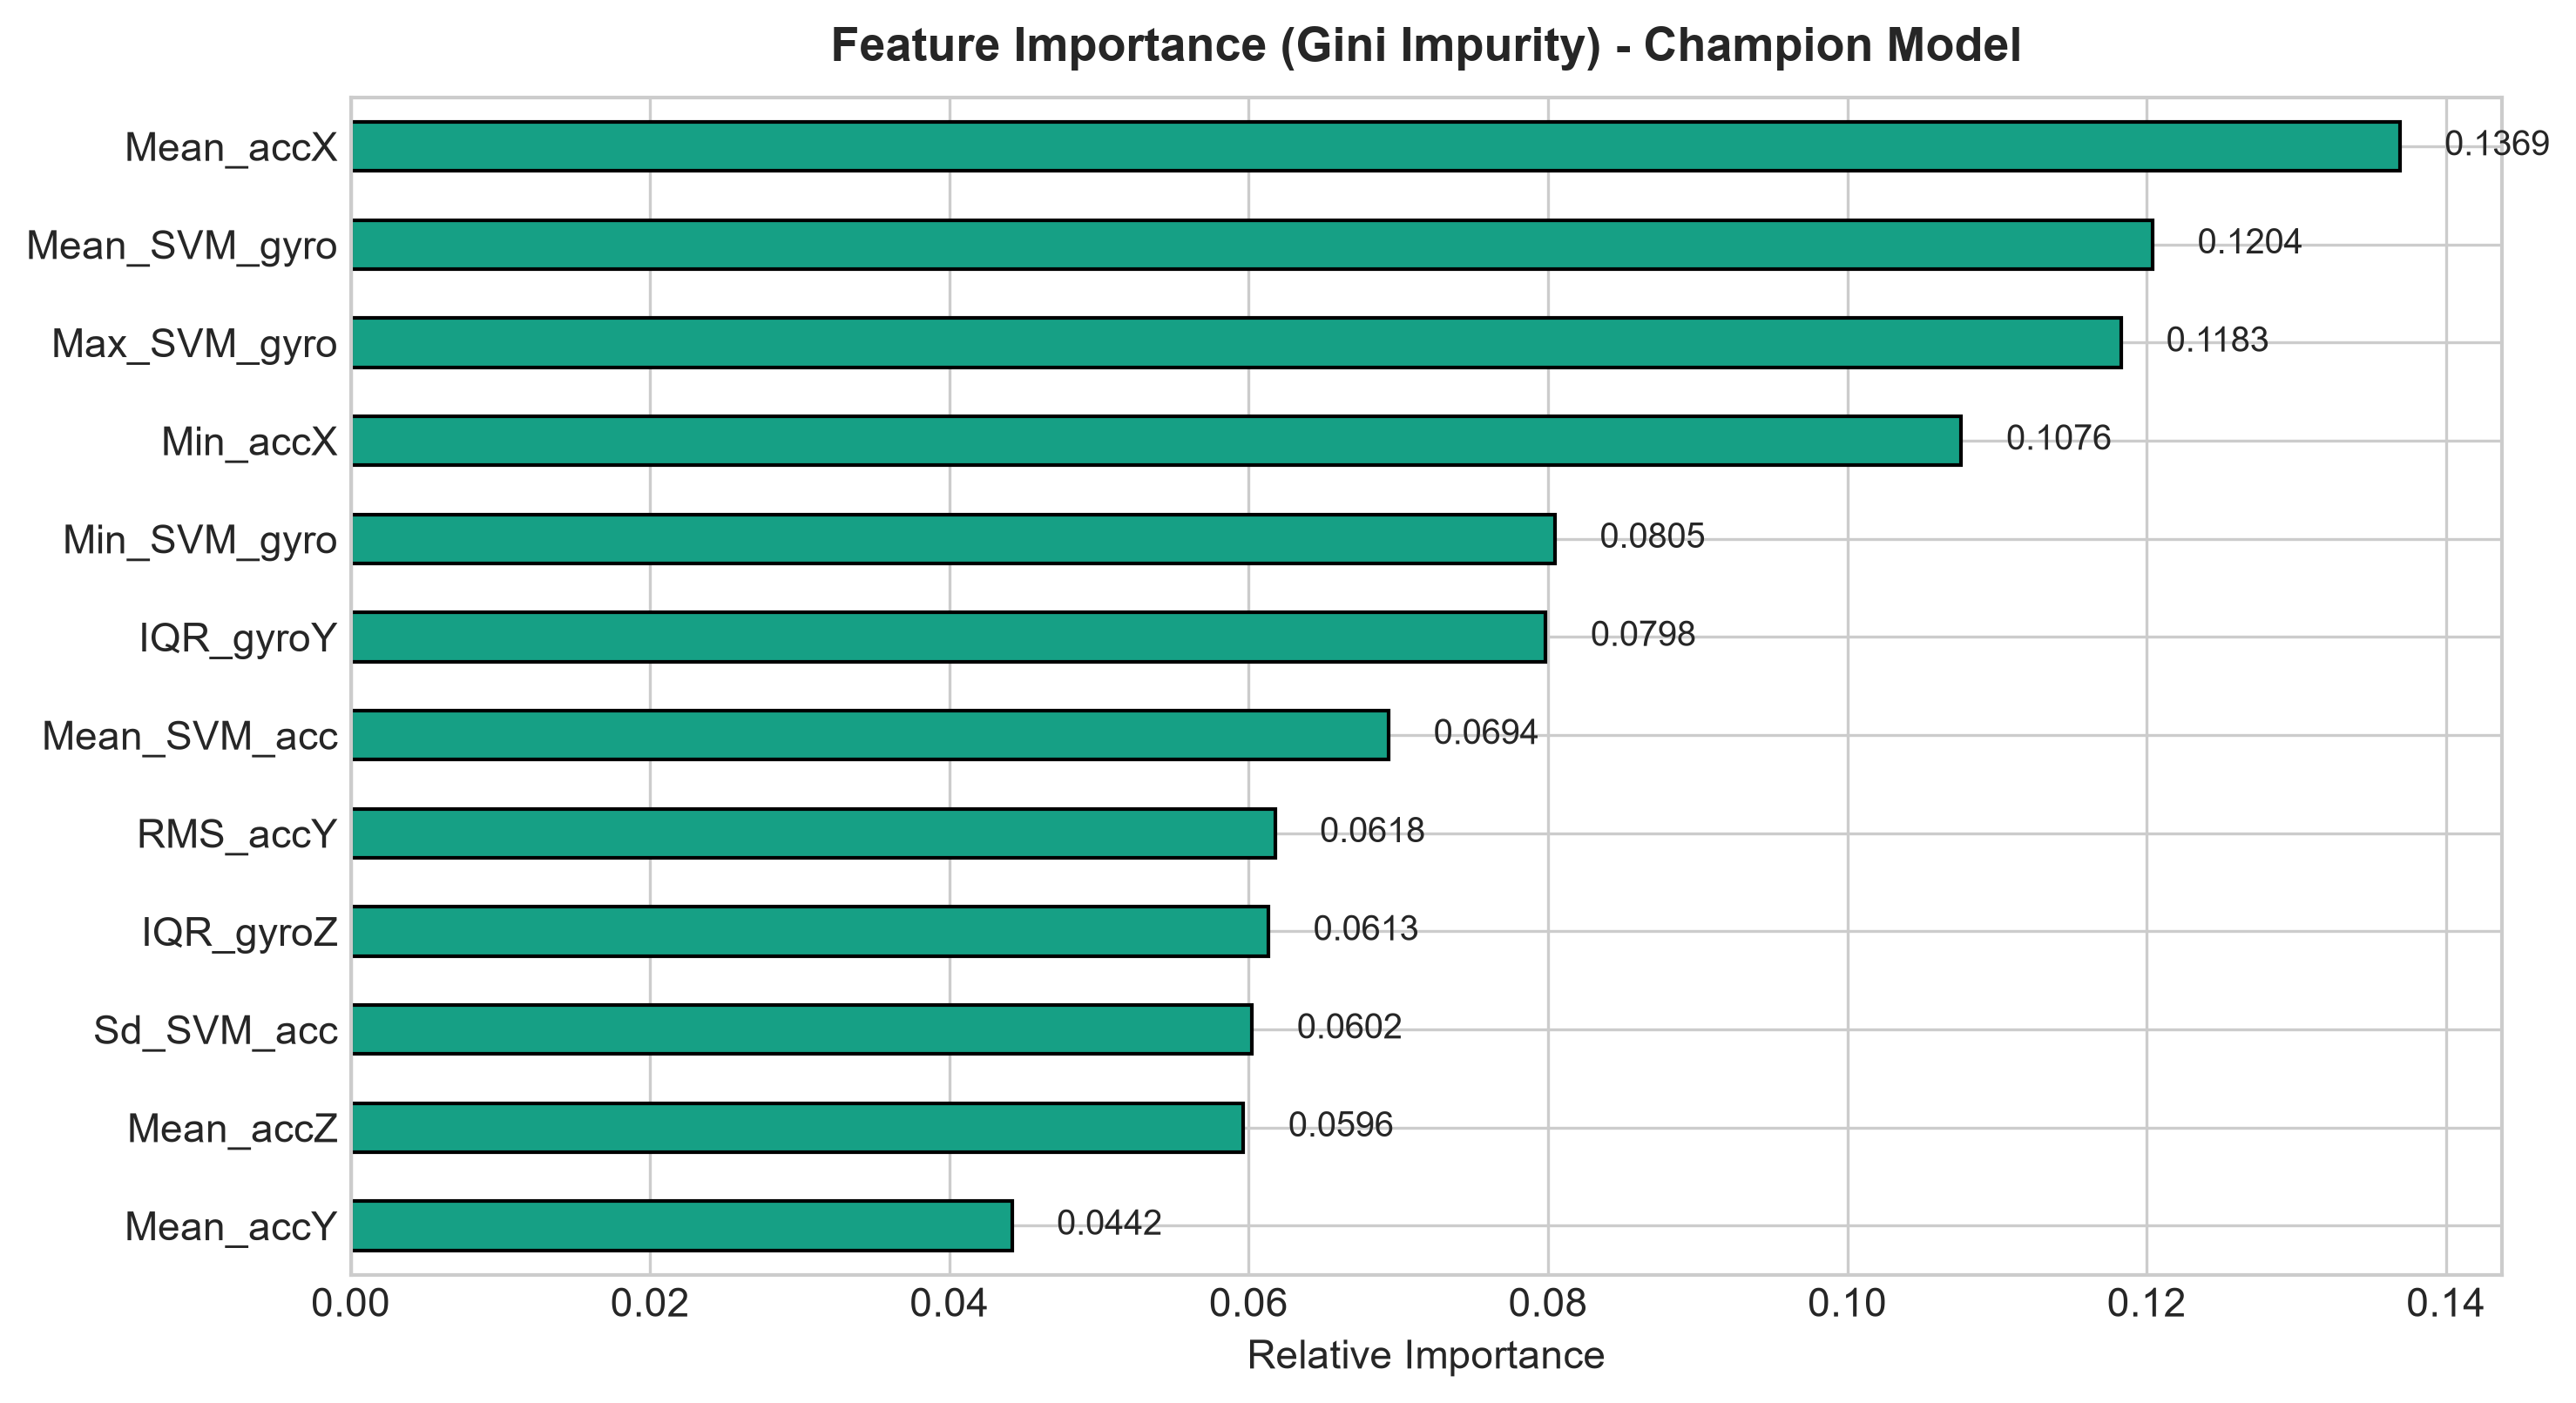 Feature Importance (Gini Impurity) - Champion Model
Mean_accX 0.1369
Mean_SVM_gyro 0.1204
Max_SVM_gyro 0.1183
Min_accX 0.1076
Min_SVM_gyro 0.0805
IQR_gyroY 0.0798
Mean_SVM_acc 0.0694
RMS_accY 0.0618
IQR_gyroZ 0.0613
Sd_SVM_acc 0.0602
Mean_accZ 0.0596
Mean_accY 0.0442
0.00 0.02 0.04 0.06 0.08 0.10 0.12 0.14
Relative Importance